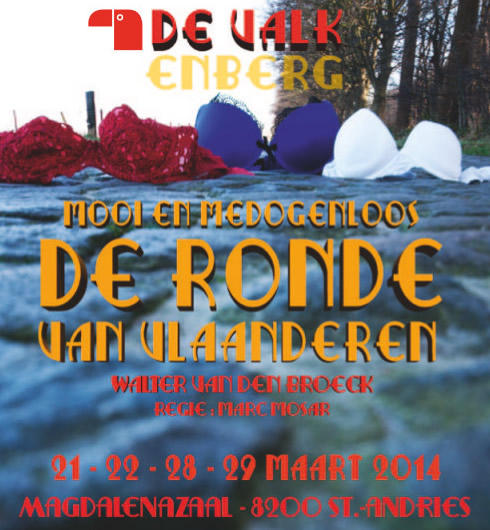 DE VALK
ENBERG
MOOI EN MEDOGENLOOS
DE RONDE
VAN VLAANDEREN
WALTER VAN DEN BROECK
REGIE : MARC MOSAR
21 - 22 - 28 - 29 MAART 2014
MAGDALENAZAAL - 8200 ST.-ANDRIES